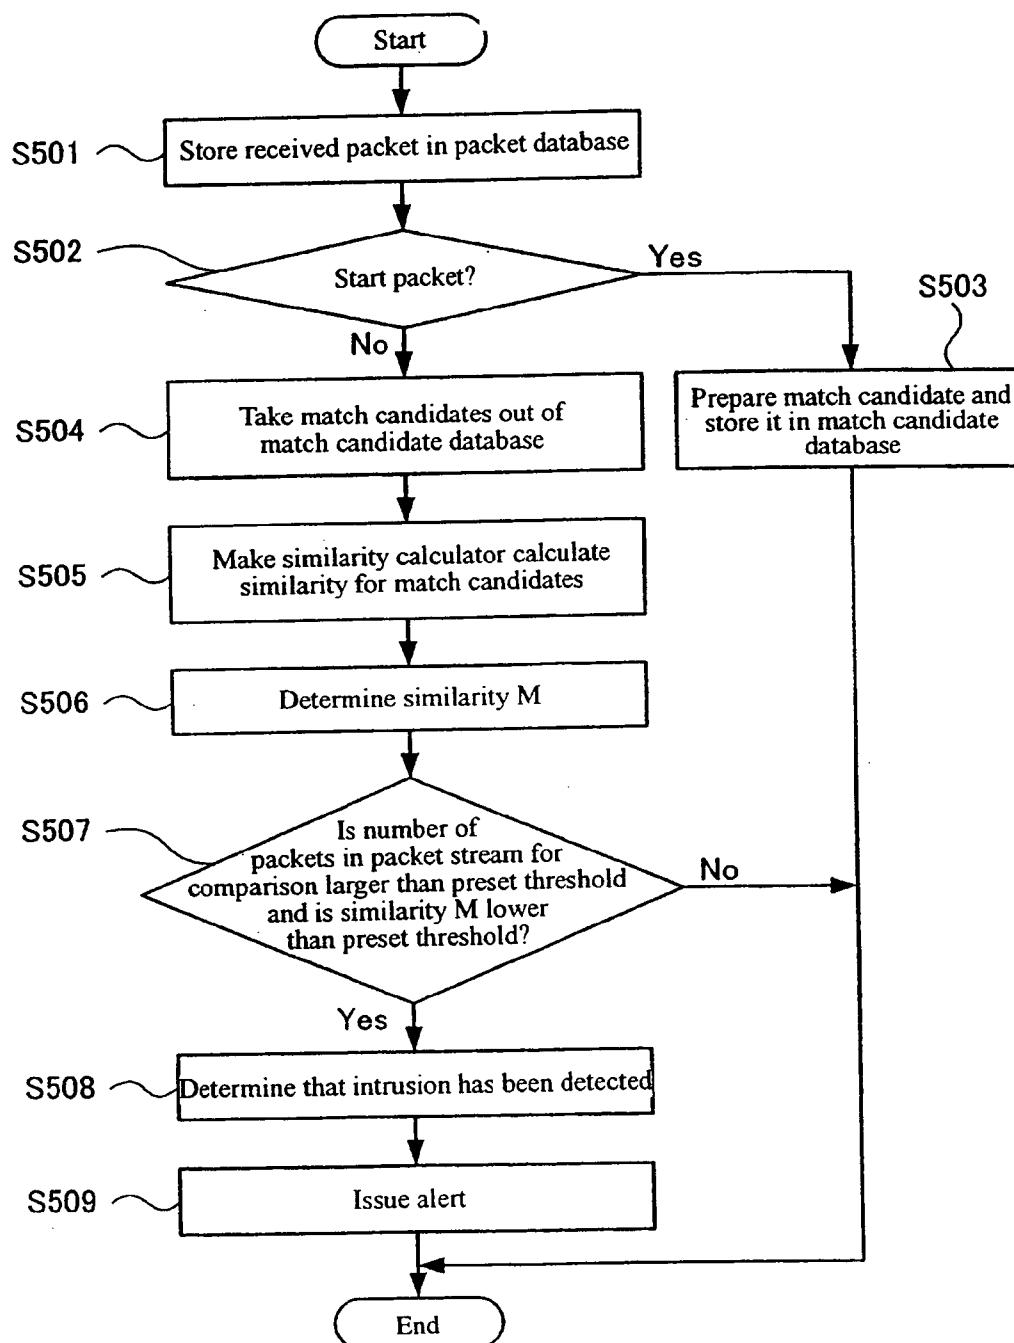 Start
S501
Store received packet in packet database
S502
Start packet?
Yes
No
S503
Prepare match candidate and
store it in match candidate
database
S504
Take match candidates out of
match candidate database
S505
Make similarity calculator calculate
similarity for match candidates
S506
Determine similarity M
S507
Is number of
packets in packet stream for
comparison larger than preset threshold
and is similarity M lower
than preset threshold?
No
Yes
S508
Determine that intrusion has been detected
S509
Issue alert
End